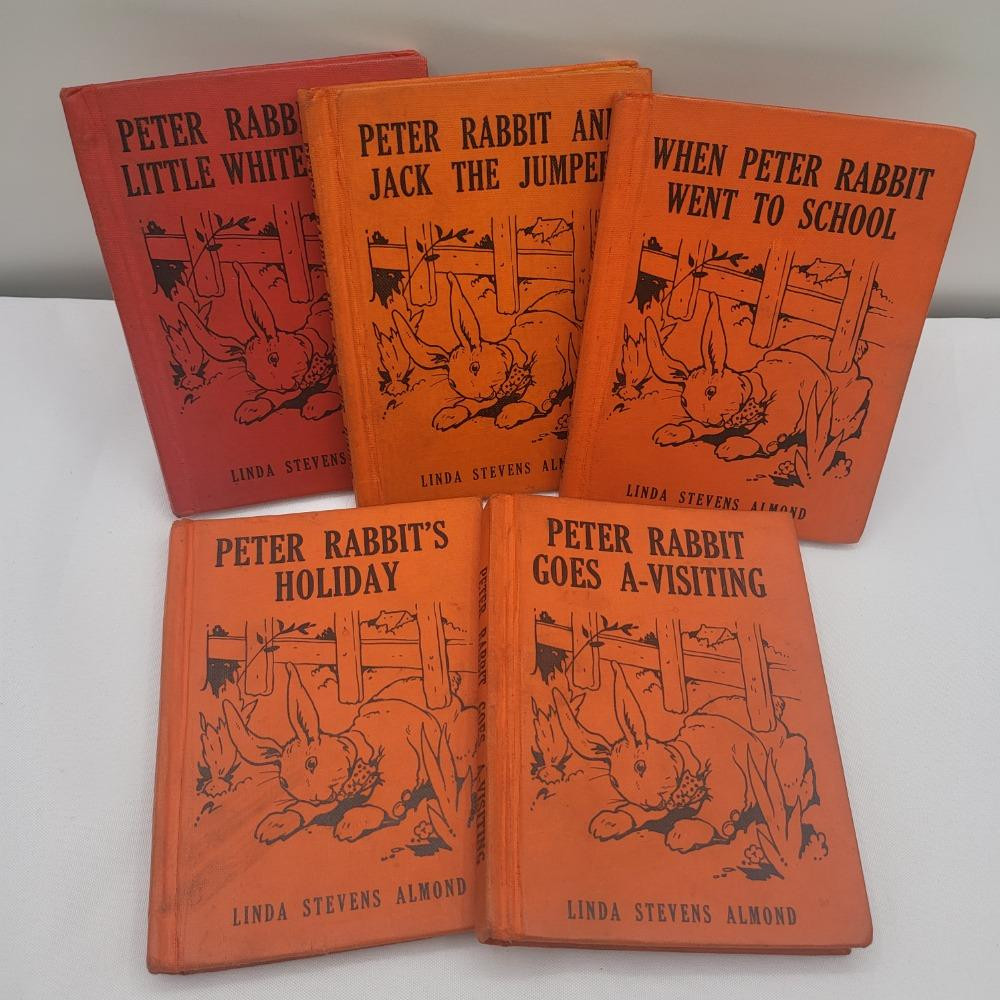 PETER RABB
LITTLE WHITE
LINDA STEVENS
PETER RABBIT AN
JACK THE JUMPE
LINDA STEVENS ALM
WHEN PETER RABBIT
WENT TO SCHOOL
LINDA STEVENS ALMOND
PETER RABBIT'S
HOLIDAY
LINDA STEVENS ALMOND
PETER RABBIT GOES A-VISITING
PETER RABBIT
GOES A-VISITING
LINDA STEVENS ALMOND